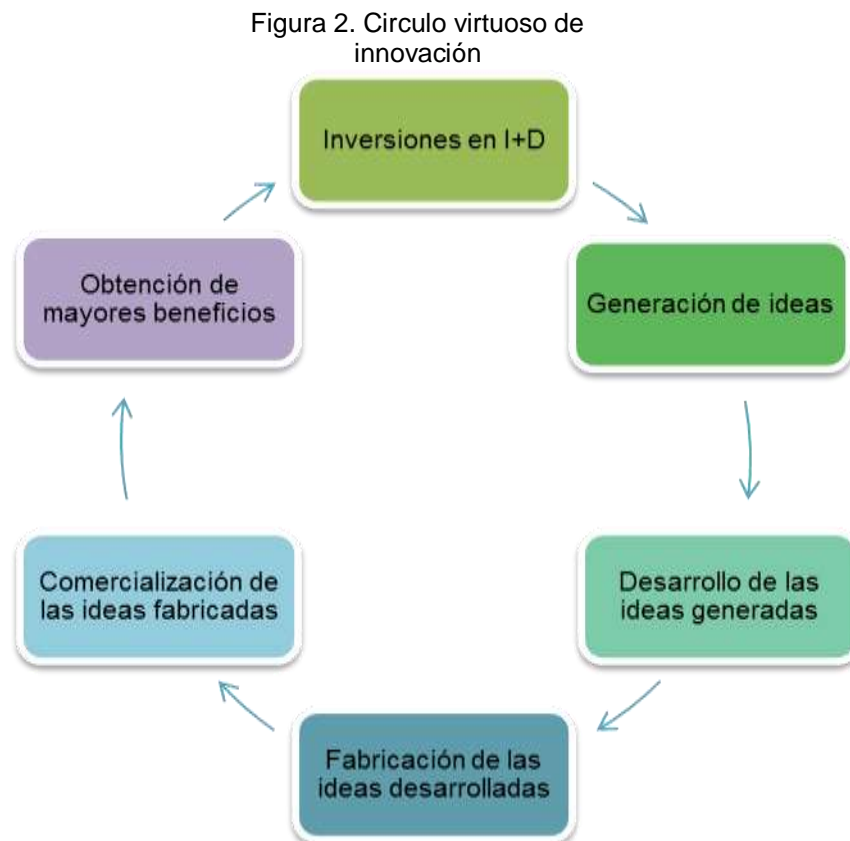 Figura 2. Circulo virtuoso de
innovación
Inversiones en I+D
Generación de ideas
Desarrollo de las
ideas generadas
Fabricación de las
ideas desarrolladas
Comercialización de
las ideas fabricadas
Obtención de
mayores beneficios